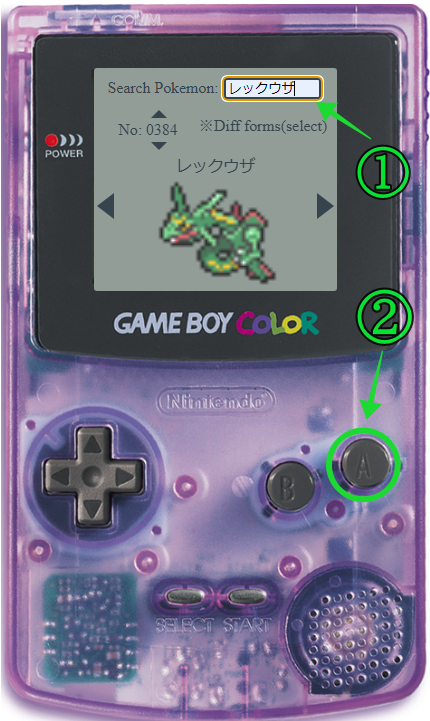 COMM.
Search Pokemon: レックウザ
No: 0384 ※Diff forms(select)
POWER
レックウザ
①
GAME BOY COLOR
②
Nintendo
A
B
SELECT START